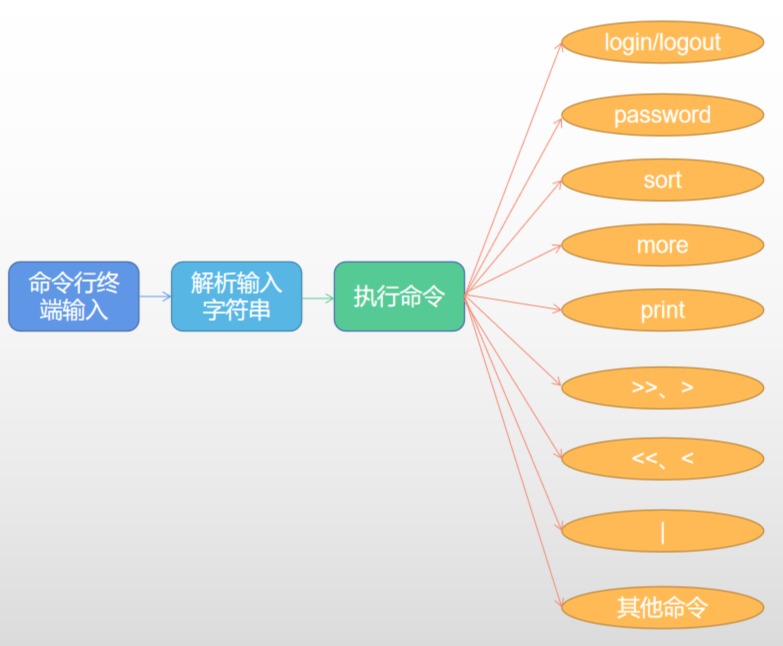 命令行终
端输入
解析输入
字符串
执行命令
login/logout
password
sort
more
print
>>、>
<<、<
|
其他命令